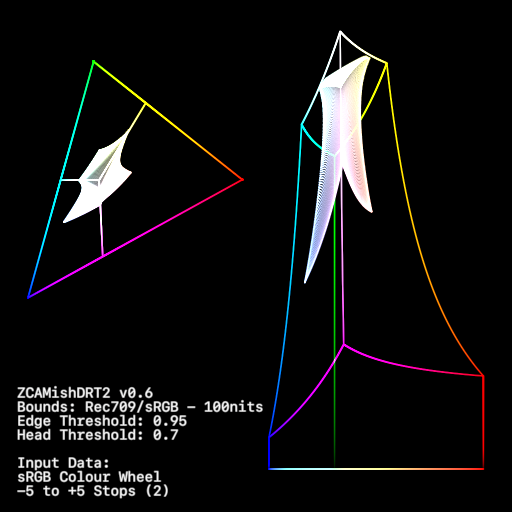 ZCAMishDRT2 v0.6
Bounds: Rec709/sRGB – 100nits
Edge Threshold: 0.95
Head Threshold: 0.7
Input Data:
sRGB Colour Wheel
–5 to +5 Stops (2)